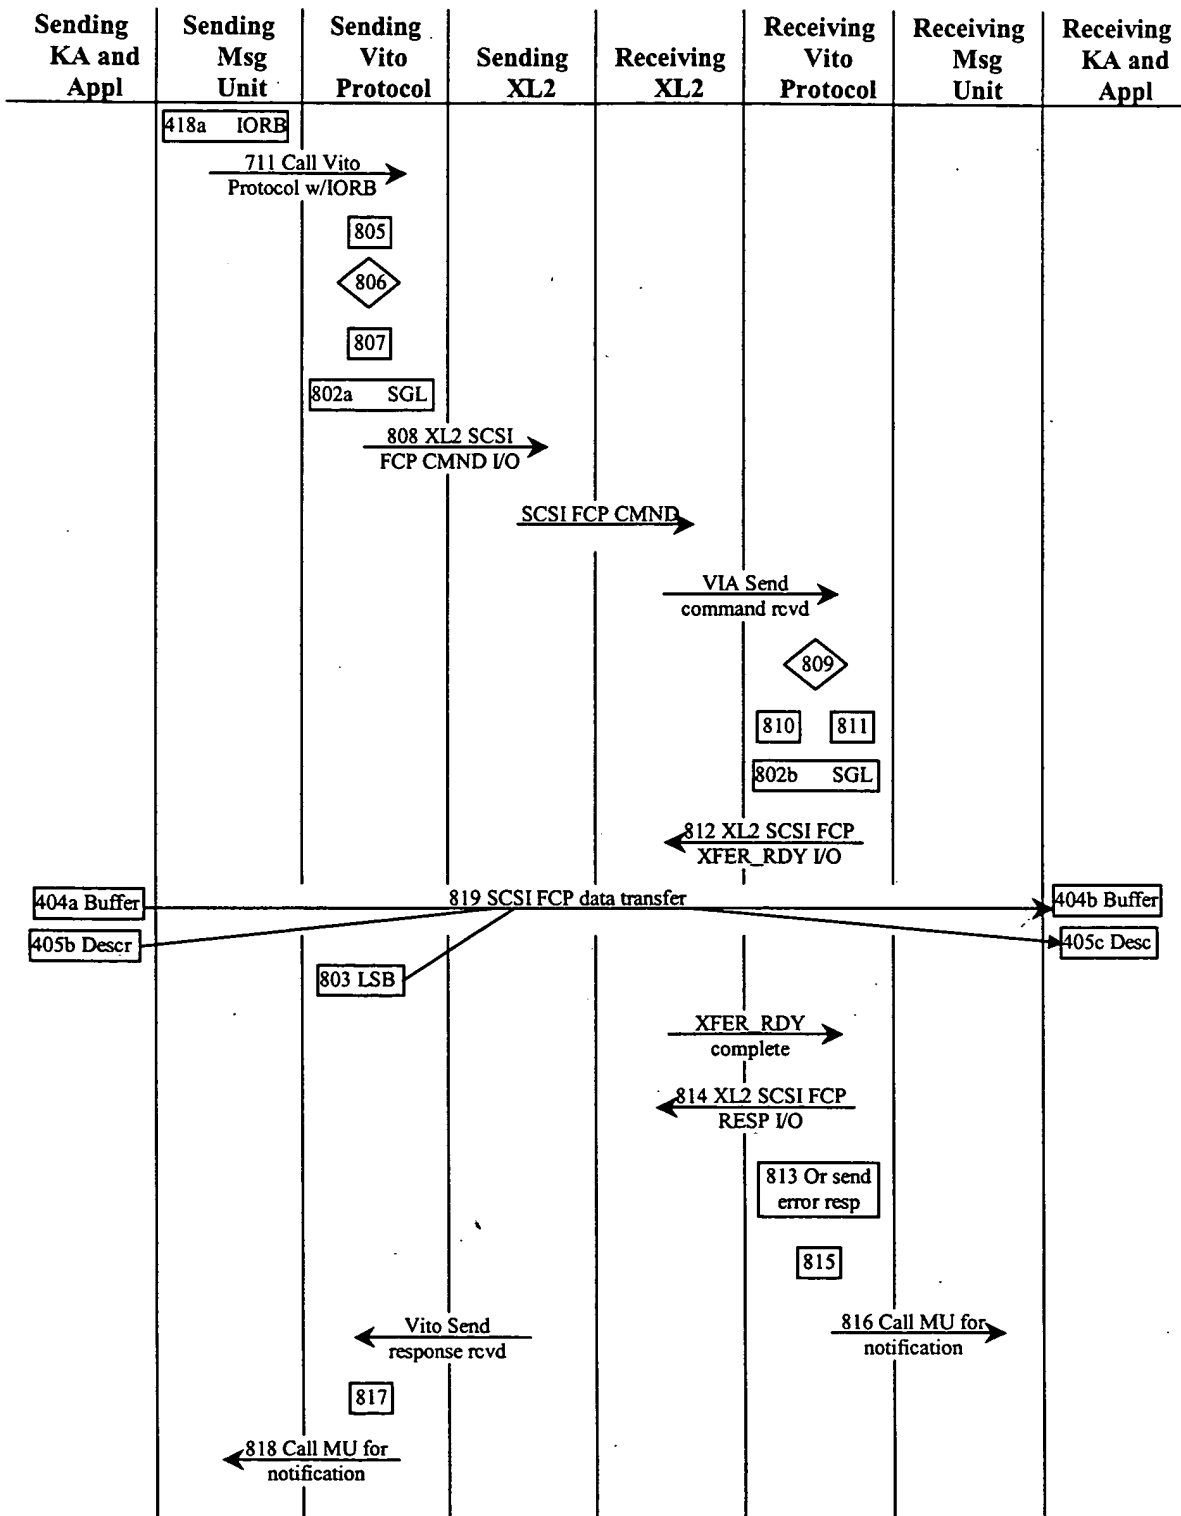 Sending
KA and
Appl
Sending
Msg
Unit
Sending
Vito
Protocol
Sending
XL2
Receiving
XL2
Receiving
Vito
Protocol
Receiving
Msg
Unit
Receiving
KA and
Appl
418a IORB
711 Call Vito
Protocol w/IORB
805
806
807
802a SGL
808 XL2 SCSI
FCP CMND I/O
SCSI FCP CMND
VIA Send
command rcvd
809
810 811
802b SGL
812 XL2 SCSI FCP
XFER_RDY I/O
819 SCSI FCP data transfer
404a Buffer
404b Buffer
405b Descr
405c Desc
803 LSB
XFER_RDY
complete
814 XL2 SCSI FCP
RESP I/O
813 Or send
error resp
815
816 Call MU for
notification
Vito Send
response rcvd
817
818 Call MU for
notification